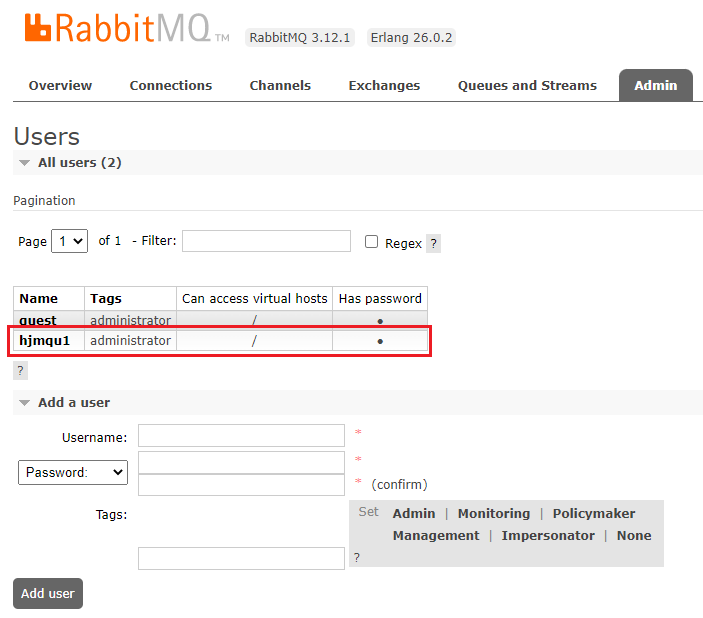 RabbitMQ TM RabbitMQ 3.12.1 Erlang 26.0.2
Overview Connections Channels Exchanges Queues and Streams Admin
Users
All users (2)
Pagination
Page 1 of 1 - Filter: Regex ?
Name Tags Can access virtual hosts Has password
guest administrator / ●
hjmqu1 administrator / ●
?
Add a user
Username: *
Password: *
* (confirm)
Tags: Set Admin | Monitoring | Policymaker
Management | Impersonator | None
?
Add user